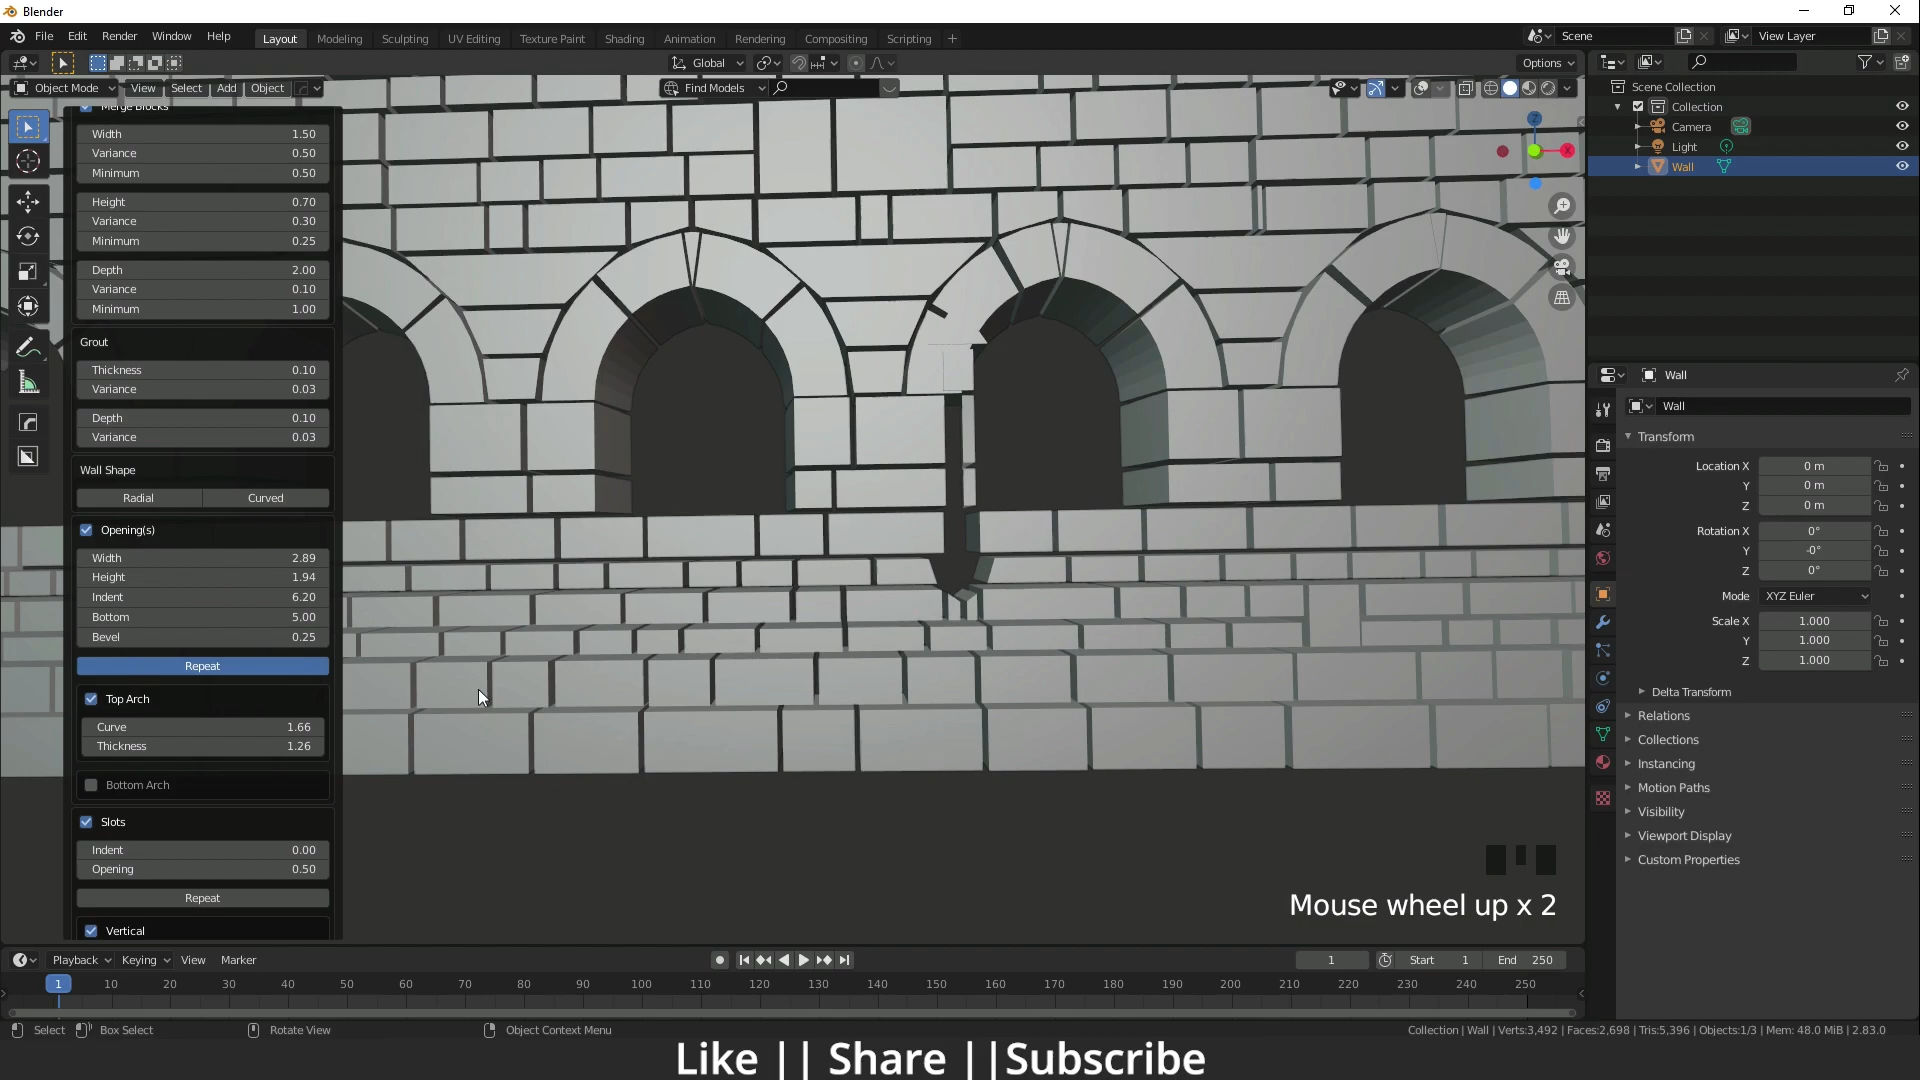 Blender
File Edit Render Window Help
Layout Modeling Sculpting UV Editing Texture Paint Shading Animation Rendering Compositing Scripting +
Scene
View Layer
Global
Options
Object Mode View Select Add Object
Find Models
Scene Collection
Collection
Camera
Light
Wall
Merge Blocks
Width 1.50
Variance 0.50
Minimum 0.50
Height 0.70
Variance 0.30
Minimum 0.25
Depth 2.00
Variance 0.10
Minimum 1.00
Grout
Thickness 0.10
Variance 0.03
Depth 0.10
Variance 0.03
Wall Shape
Radial Curved
Opening(s)
Width 2.89
Height 1.94
Indent 6.20
Bottom 5.00
Bevel 0.25
Repeat
Top Arch
Curve 1.66
Thickness 1.26
Bottom Arch
Slots
Indent 0.00
Opening 0.50
Repeat
Vertical
Z
X
Mouse wheel up x 2
Wall
Wall
Transform
Location X 0 m
Y 0 m
Z 0 m
Rotation X 0°
Y -0°
Z 0°
Mode XYZ Euler
Scale X 1.000
Y 1.000
Z 1.000
Delta Transform
Relations
Collections
Instancing
Motion Paths
Visibility
Viewport Display
Custom Properties
Playback Keying View Marker
1 Start 1 End 250
1 10 20 30 40 50 60 70 80 90 100 110 120 130 140 150 160 170 180 190 200 210 220 230 240 250
Select Box Select Rotate View Object Context Menu
Collection | Wall | Verts:3,492 | Faces:2,698 | Tris:5,396 | Objects:1/3 | Mem: 48.0 MiB | 2.83.0
Like || Share ||Subscribe